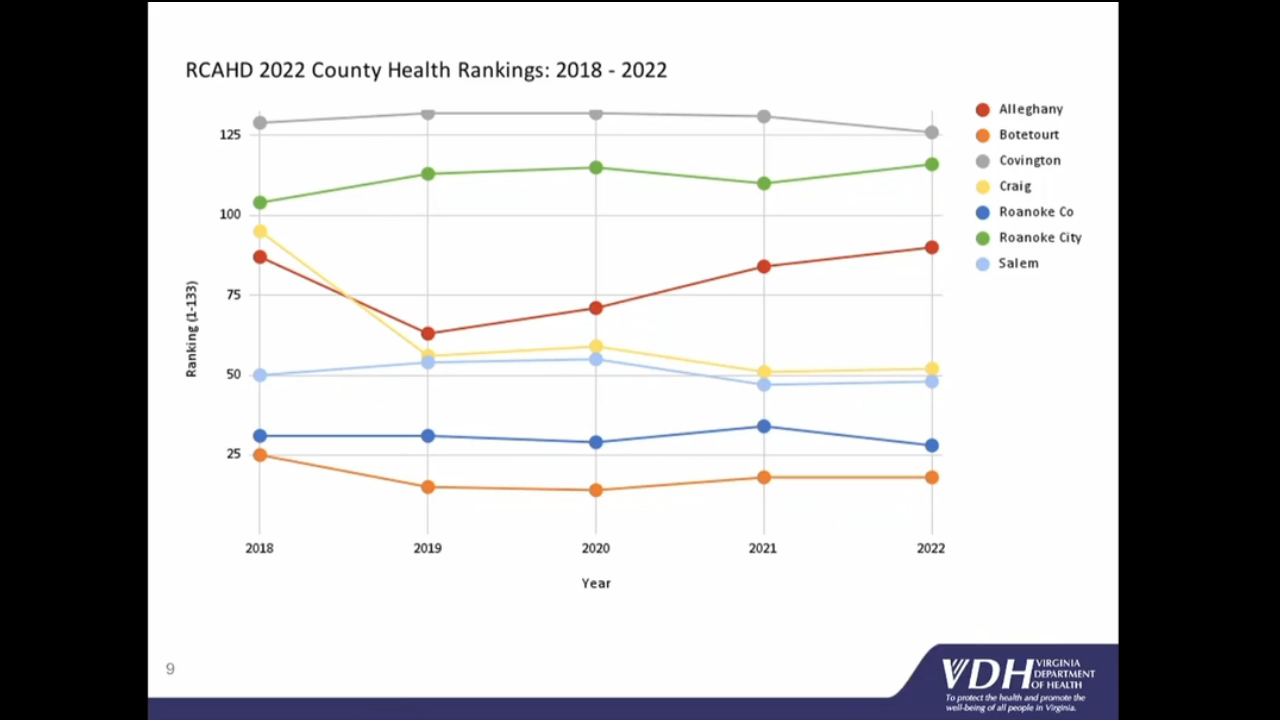 RCAHD 2022 County Health Rankings: 2018 - 2022
Alleghany
Botetourt
Covington
Craig
Roanoke Co
Roanoke City
Salem
Ranking (1-133)
125
100
75
50
25
2018 2019 2020 2021 2022
Year
9
VDH VIRGINIA
DEPARTMENT
OF HEALTH
To protect the health and promote the
well-being of all people in Virginia.